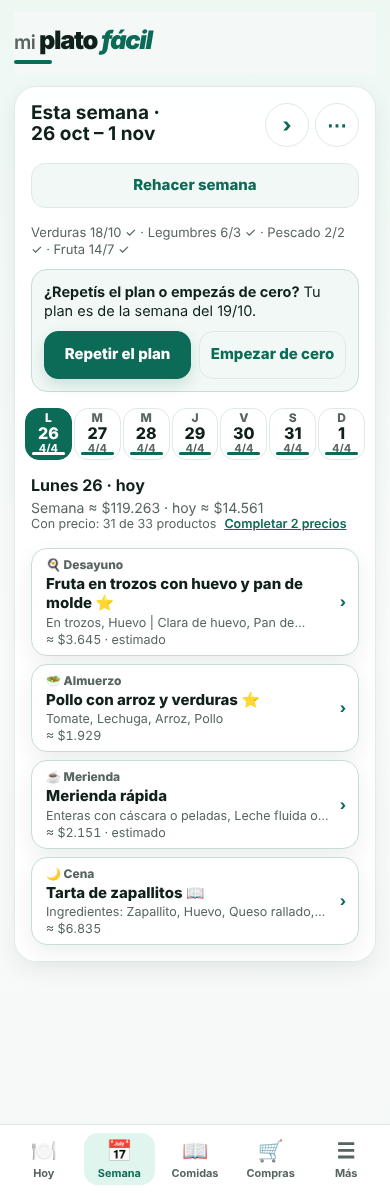 mi plato fácil
Esta semana ·
26 oct – 1 nov
›
⋯
Rehacer semana
Verduras 18/10 ✓ · Legumbres 6/3 ✓ · Pescado 2/2
✓ · Fruta 14/7 ✓
¿Repetís el plan o empezás de cero? Tu
plan es de la semana del 19/10.
Repetir el plan
Empezar de cero
L M M J V S D
26 27 28 29 30 31 1
4/4 4/4 4/4 4/4 4/4 4/4 4/4
Lunes 26 · hoy
Semana ≈ $119.263 · hoy ≈ $14.561
Con precio: 31 de 33 productos Completar 2 precios
🍳 Desayuno
Fruta en trozos con huevo y pan de
molde ⭐
En trozos, Huevo | Clara de huevo, Pan de…
≈ $3.645 · estimado
🥗 Almuerzo
Pollo con arroz y verduras ⭐
Tomate, Lechuga, Arroz, Pollo
≈ $1.929
☕ Merienda
Merienda rápida
Enteras con cáscara o peladas, Leche fluida o…
≈ $2.151 · estimado
🌙 Cena
Tarta de zapallitos 📖
Ingredientes: Zapallito, Huevo, Queso rallado,…
≈ $6.835
Hoy Semana Comidas Compras Más